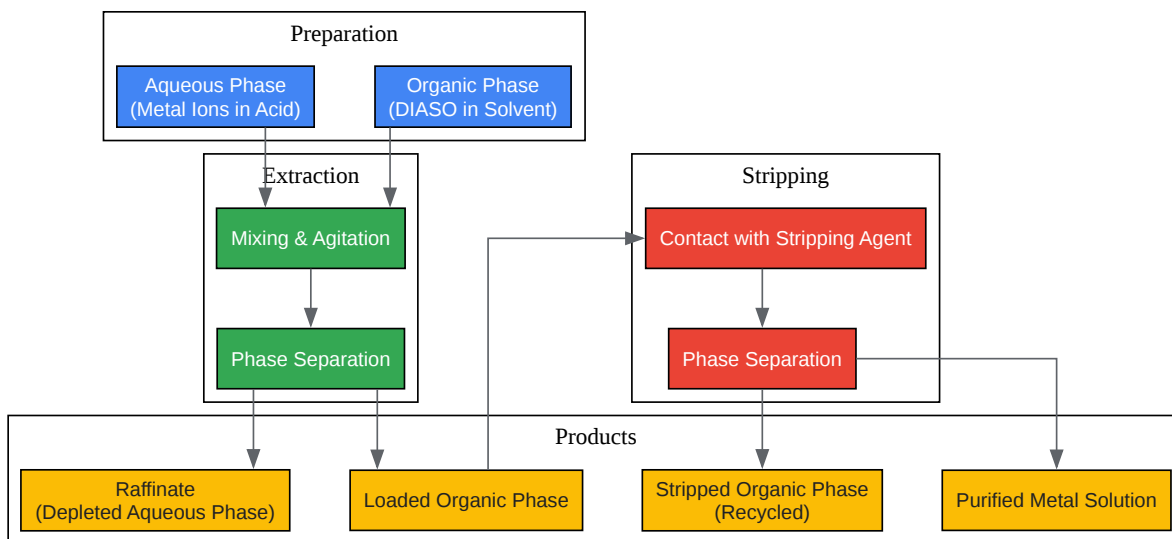 Preparation
Aqueous Phase
(Metal Ions in Acid)
Organic Phase
(DIASO in Solvent)
Extraction
Mixing & Agitation
Phase Separation
Stripping
Contact with Stripping Agent
Phase Separation
Products
Raffinate
(Depleted Aqueous Phase)
Loaded Organic Phase
Stripped Organic Phase
(Recycled)
Purified Metal Solution